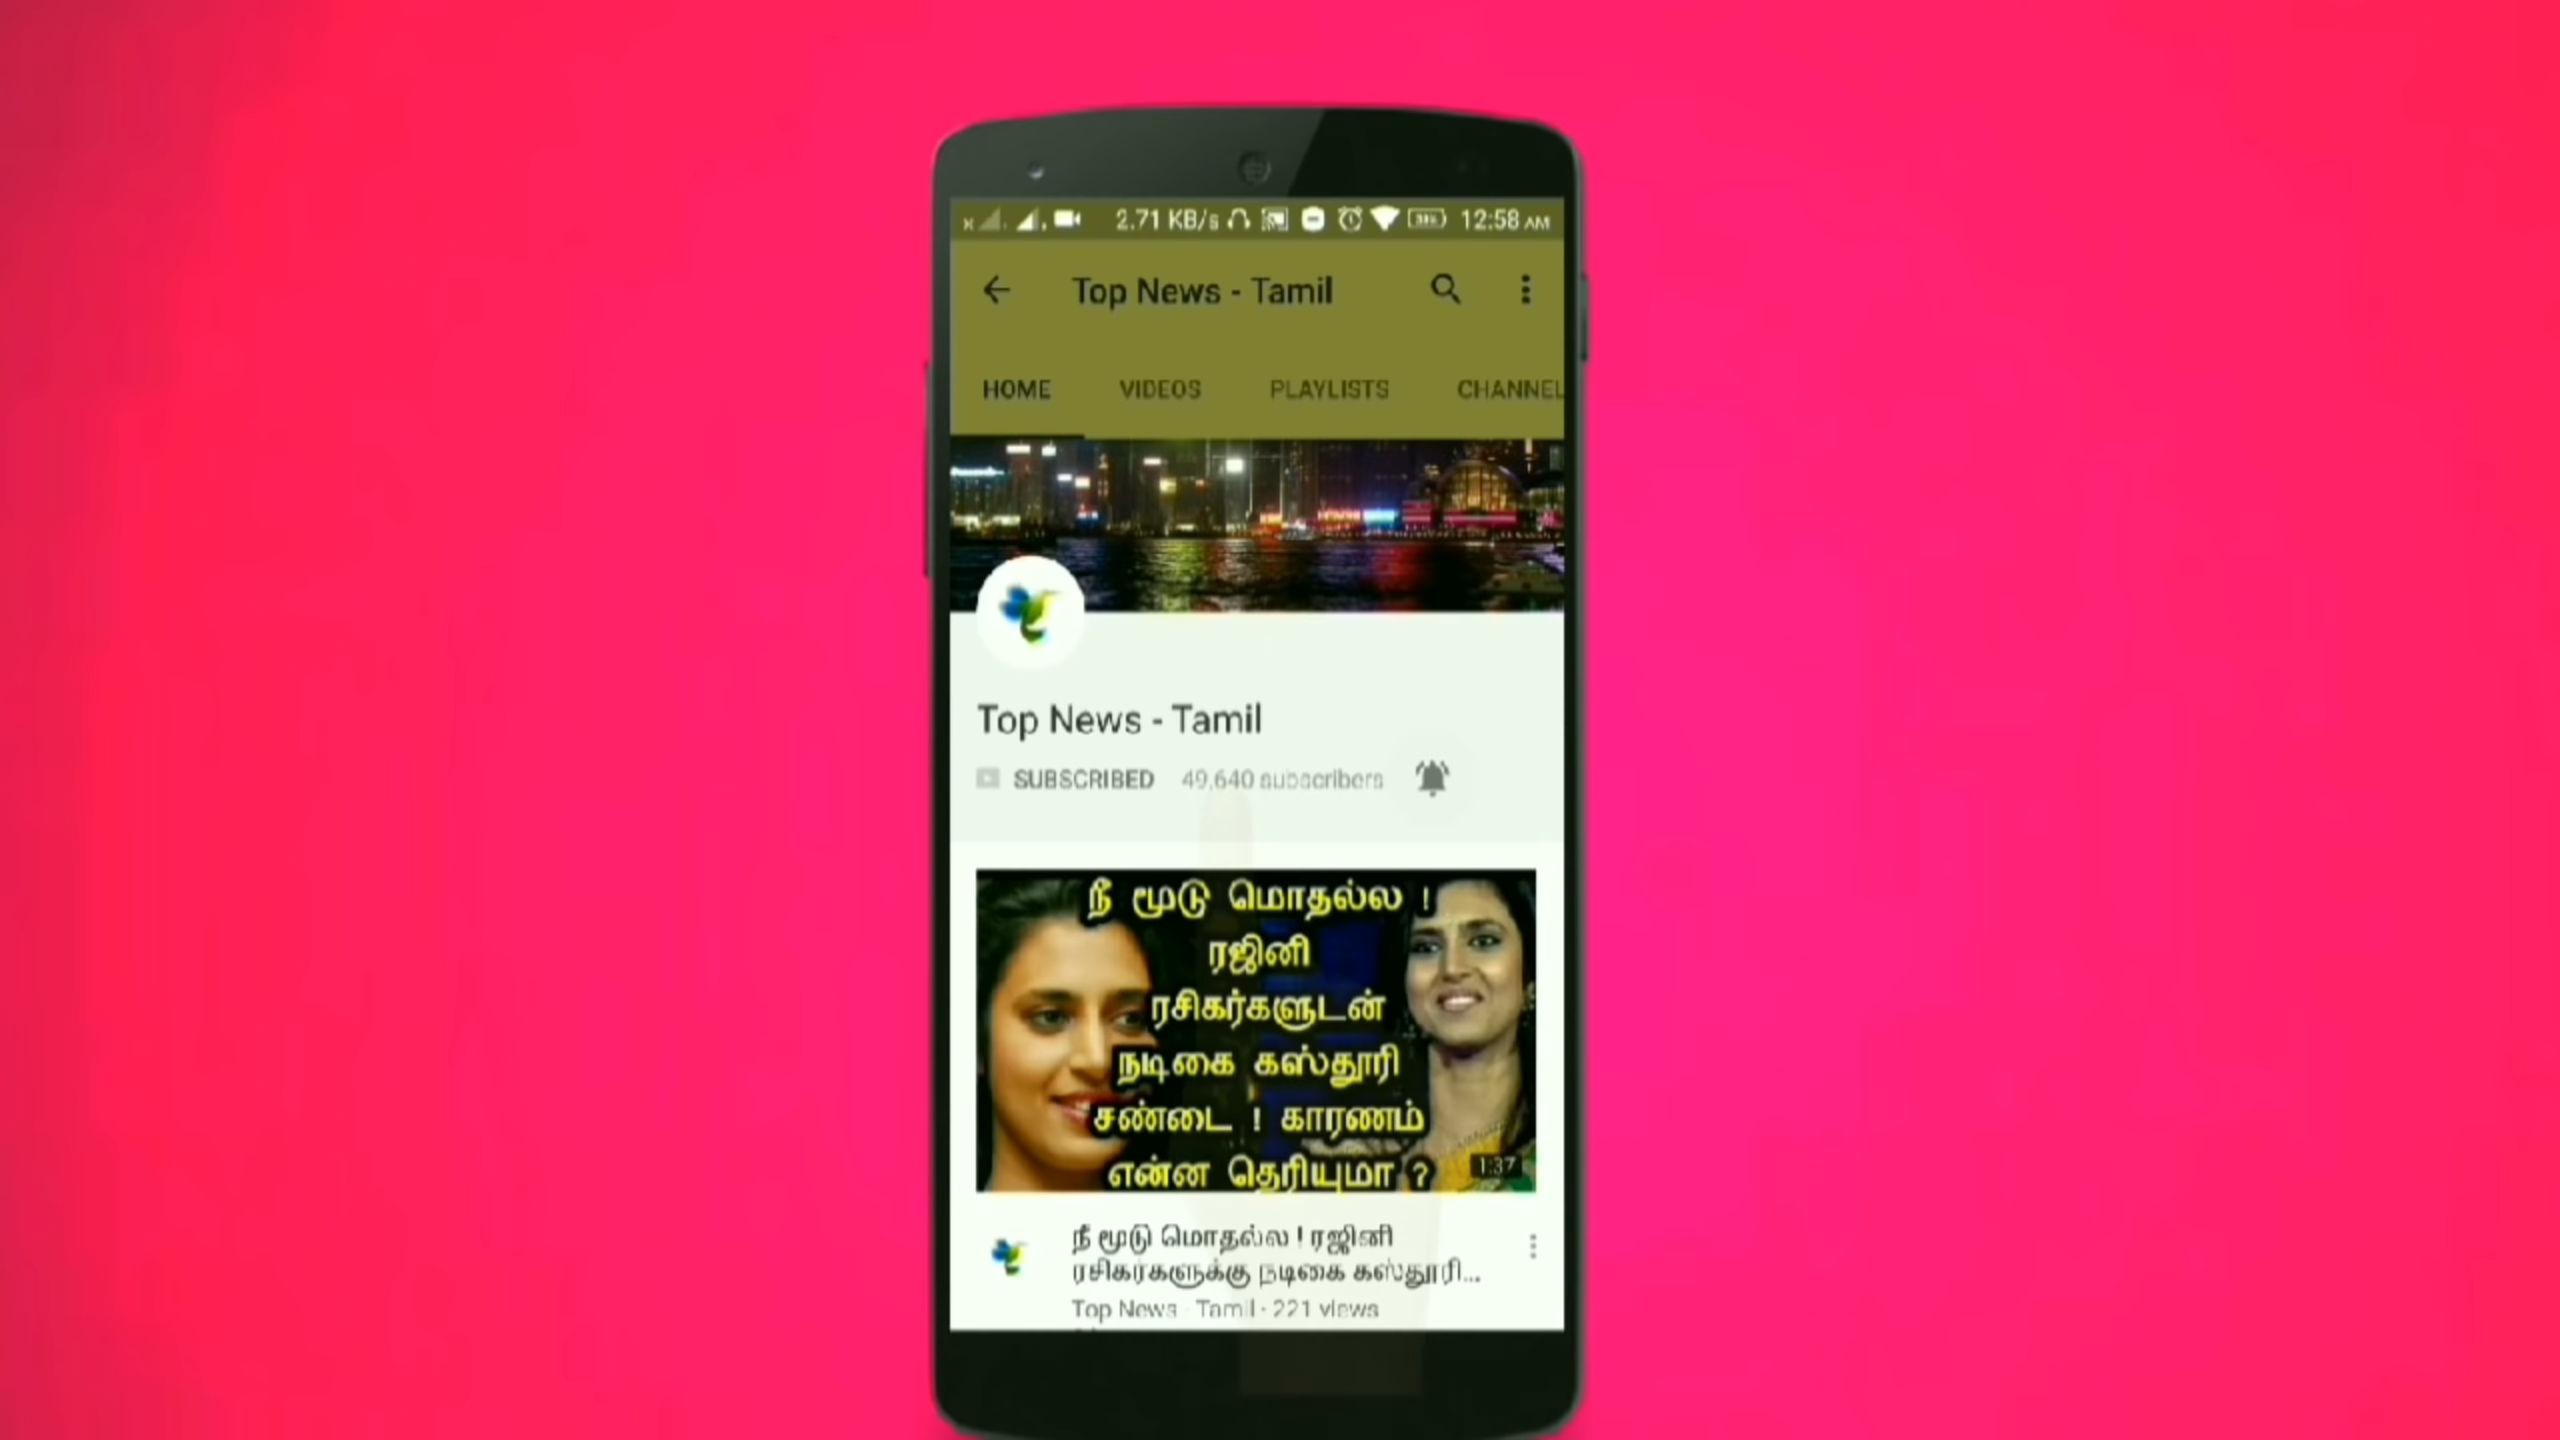 2.71 KB/s 12:58 AM
Top News - Tamil
HOME VIDEOS PLAYLISTS CHANNEL
Top News - Tamil
SUBSCRIBED 49,640 subscribers
நீ மூடு மொதல்ல !
ரஜினி
ரசிகர்களுடன்
நடிகை கஸ்தூரி
சண்டை ! காரணம்
என்ன தெரியுமா ?
1:37
நீ மூடு மொதல்ல ! ரஜினி
ரசிகர்களுக்கு நடிகை கஸ்தூரி...
Top News - Tamil · 221 views